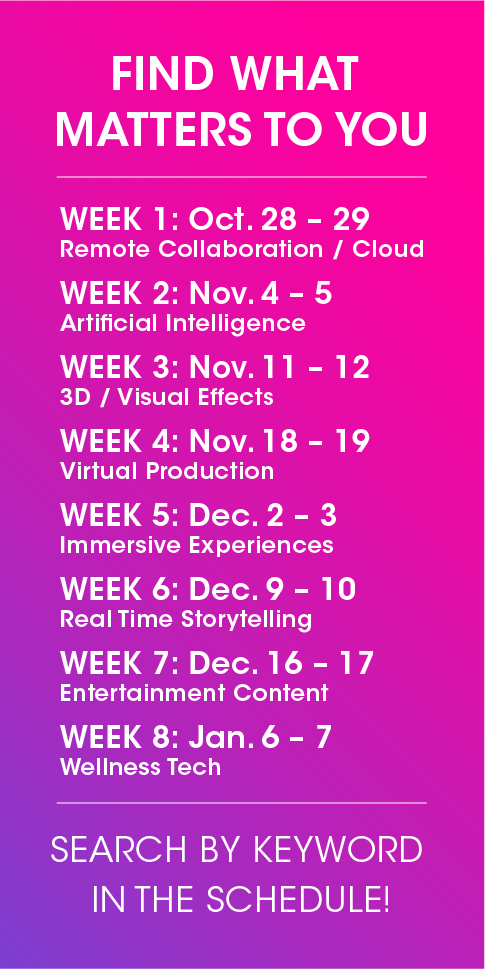 FIND WHAT
MATTERS TO YOU
WEEK 1: Oct. 28 – 29
Remote Collaboration / Cloud
WEEK 2: Nov. 4 – 5
Artificial Intelligence
WEEK 3: Nov. 11 – 12
3D / Visual Effects
WEEK 4: Nov. 18 – 19
Virtual Production
WEEK 5: Dec. 2 – 3
Immersive Experiences
WEEK 6: Dec. 9 – 10
Real Time Storytelling
WEEK 7: Dec. 16 – 17
Entertainment Content
WEEK 8: Jan. 6 – 7
Wellness Tech
SEARCH BY KEYWORD
IN THE SCHEDULE!